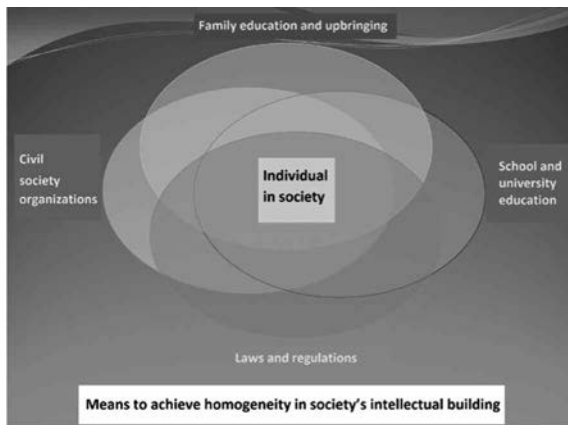 Family education and upbringing
Civil
society
organizations
Individual
in society
School and
university
education
Laws and regulations
Means to achieve homogeneity in society's intellectual building